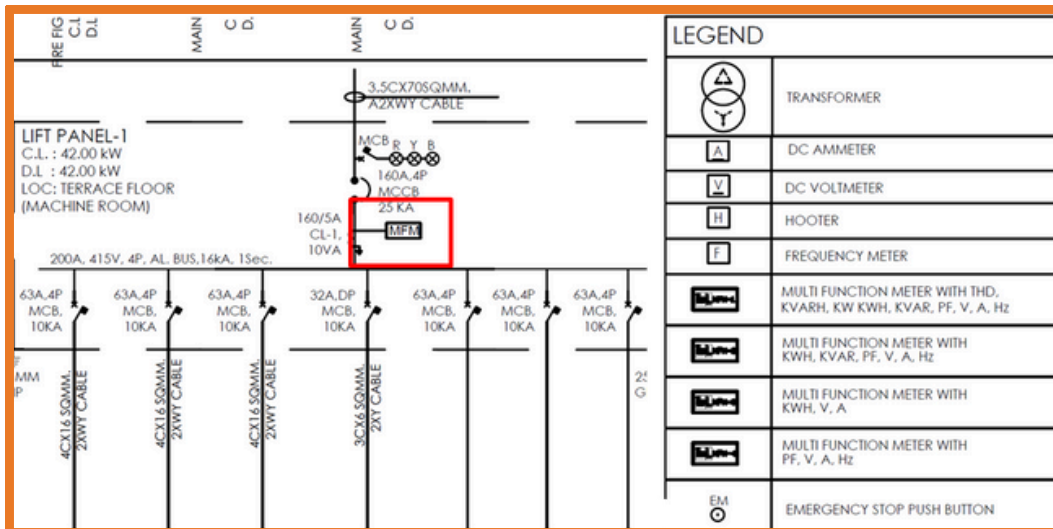 FIRE FIG
C.L
D.L
MAIN
C
D.
MAIN
C
D.
3.5CX70SQMM.
A2XWY CABLE
LIFT PANEL-1
C.L. : 42.00 kW
D.L : 42.00 kW
LOC: TERRACE FLOOR
(MACHINE ROOM)
MCB
R Y B
160A,4P
MCCB
25 KA
160/5A
CL-1,
10VA
MFM
200A, 415V, 4P, AL. BUS,16kA, 1Sec.
63A,4P
MCB,
10KA
63A,4P
MCB,
10KA
63A,4P
MCB,
10KA
32A,DP
MCB,
10KA
63A,4P
MCB,
10KA
63A,4P
MCB,
10KA
63A,4P
MCB,
10KA
MM
4CX16 SQMM,
2XWY CABLE
4CX16 SQMM,
2XWY CABLE
4CX16 SQMM,
2XWY CABLE
3CX6 SQMM,
2XY CABLE
G
LEGEND
TRANSFORMER
A
DC AMMETER
V
DC VOLTMETER
H
HOOTER
F
FREQUENCY METER
MULTI FUNCTION METER WITH THD,
KVARH, KW KWH, KVAR, PF, V, A, Hz
MULTI FUNCTION METER WITH
KWH, KVAR, PF, V, A, Hz
MULTI FUNCTION METER WITH
KWH, V, A
MULTI FUNCTION METER WITH
PF, V, A, Hz
EM
EMERGENCY STOP PUSH BUTTON